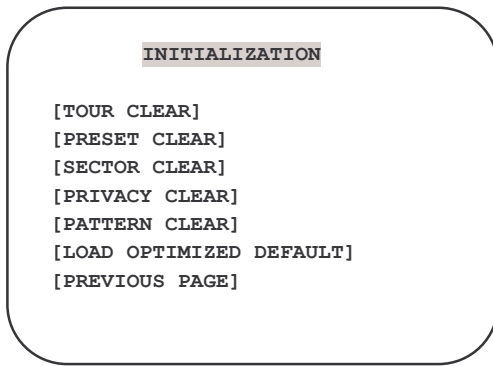 INITIALIZATION
[TOUR CLEAR]
[PRESET CLEAR]
[SECTOR CLEAR]
[PRIVACY CLEAR]
[PATTERN CLEAR]
[LOAD OPTIMIZED DEFAULT]
[PREVIOUS PAGE]